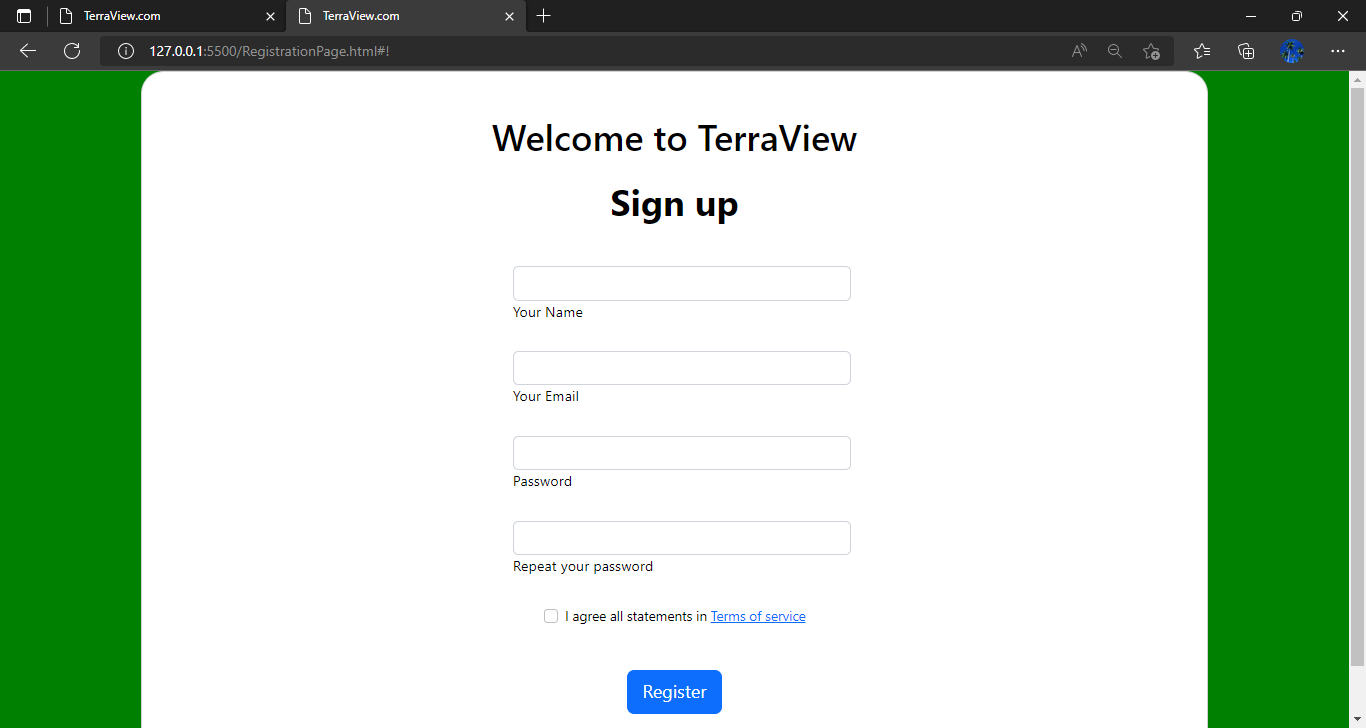 TerraView.com
TerraView.com
127.0.0.1:5500/RegistrationPage.html#!
Welcome to TerraView
Sign up
Your Name
Your Email
Password
Repeat your password
I agree all statements in Terms of service
Register